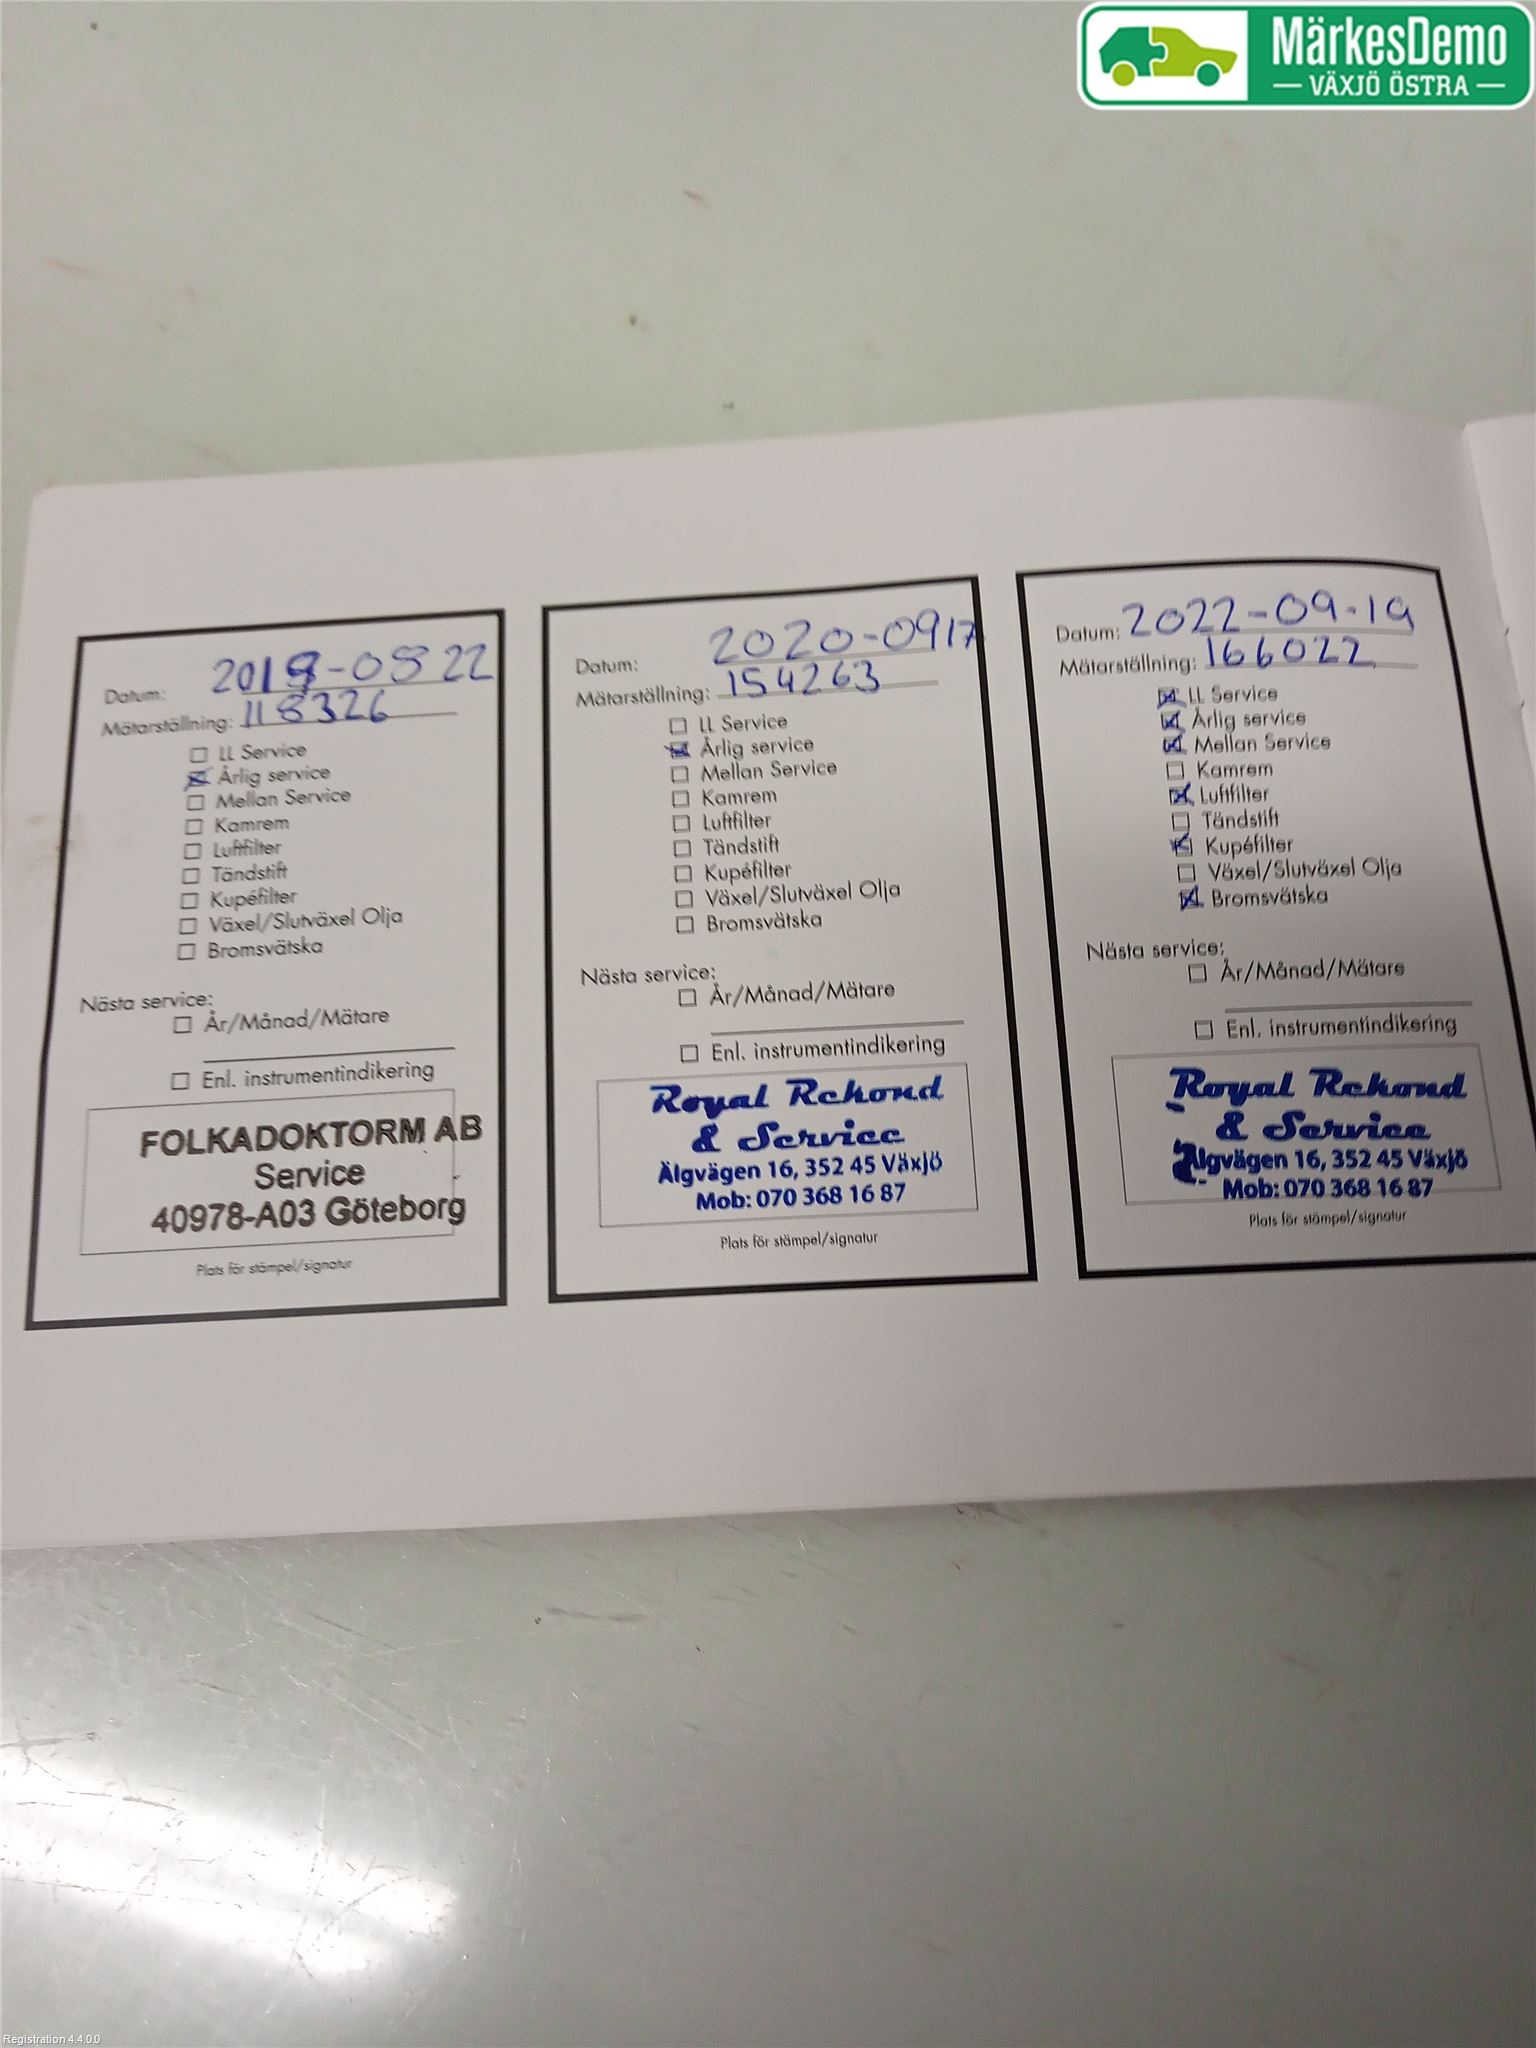 MärkesDemo
VÄXJÖ ÖSTRA
Datum: 2019-08 22
Mätarställning: 118326
LL Service
Årlig service
Mellan Service
Kamrem
Luftfilter
Tändstift
Kupéfilter
Växel/Slutväxel Olja
Bromsvätska
Nästa service:
År/Månad/Mätare
Enl. instrumentindikering
FOLKADOKTORM AB
Service
40978-A03 Göteborg
Plats för stämpel/signatur
Datum: 2020-0917
Mätarställning: 154263
LL Service
Årlig service
Mellan Service
Kamrem
Luftfilter
Tändstift
Kupéfilter
Växel/Slutväxel Olja
Bromsvätska
Nästa service:
År/Månad/Mätare
Enl. instrumentindikering
Royal Rekond
& Service
Älgvägen 16, 352 45 Växjö
Mob: 070 368 16 87
Plats för stämpel/signatur
Datum: 2022-09-19
Mätarställning: 166022
LL Service
Årlig service
Mellan Service
Kamrem
Luftfilter
Tändstift
Kupéfilter
Växel/Slutväxel Olja
Bromsvätska
Nästa service:
År/Månad/Mätare
Enl. instrumentindikering
Royal Rekond
& Service
Älgvägen 16, 352 45 Växjö
Mob: 070 368 16 87
Plats för stämpel/signatur
Registration 4.4.0.0